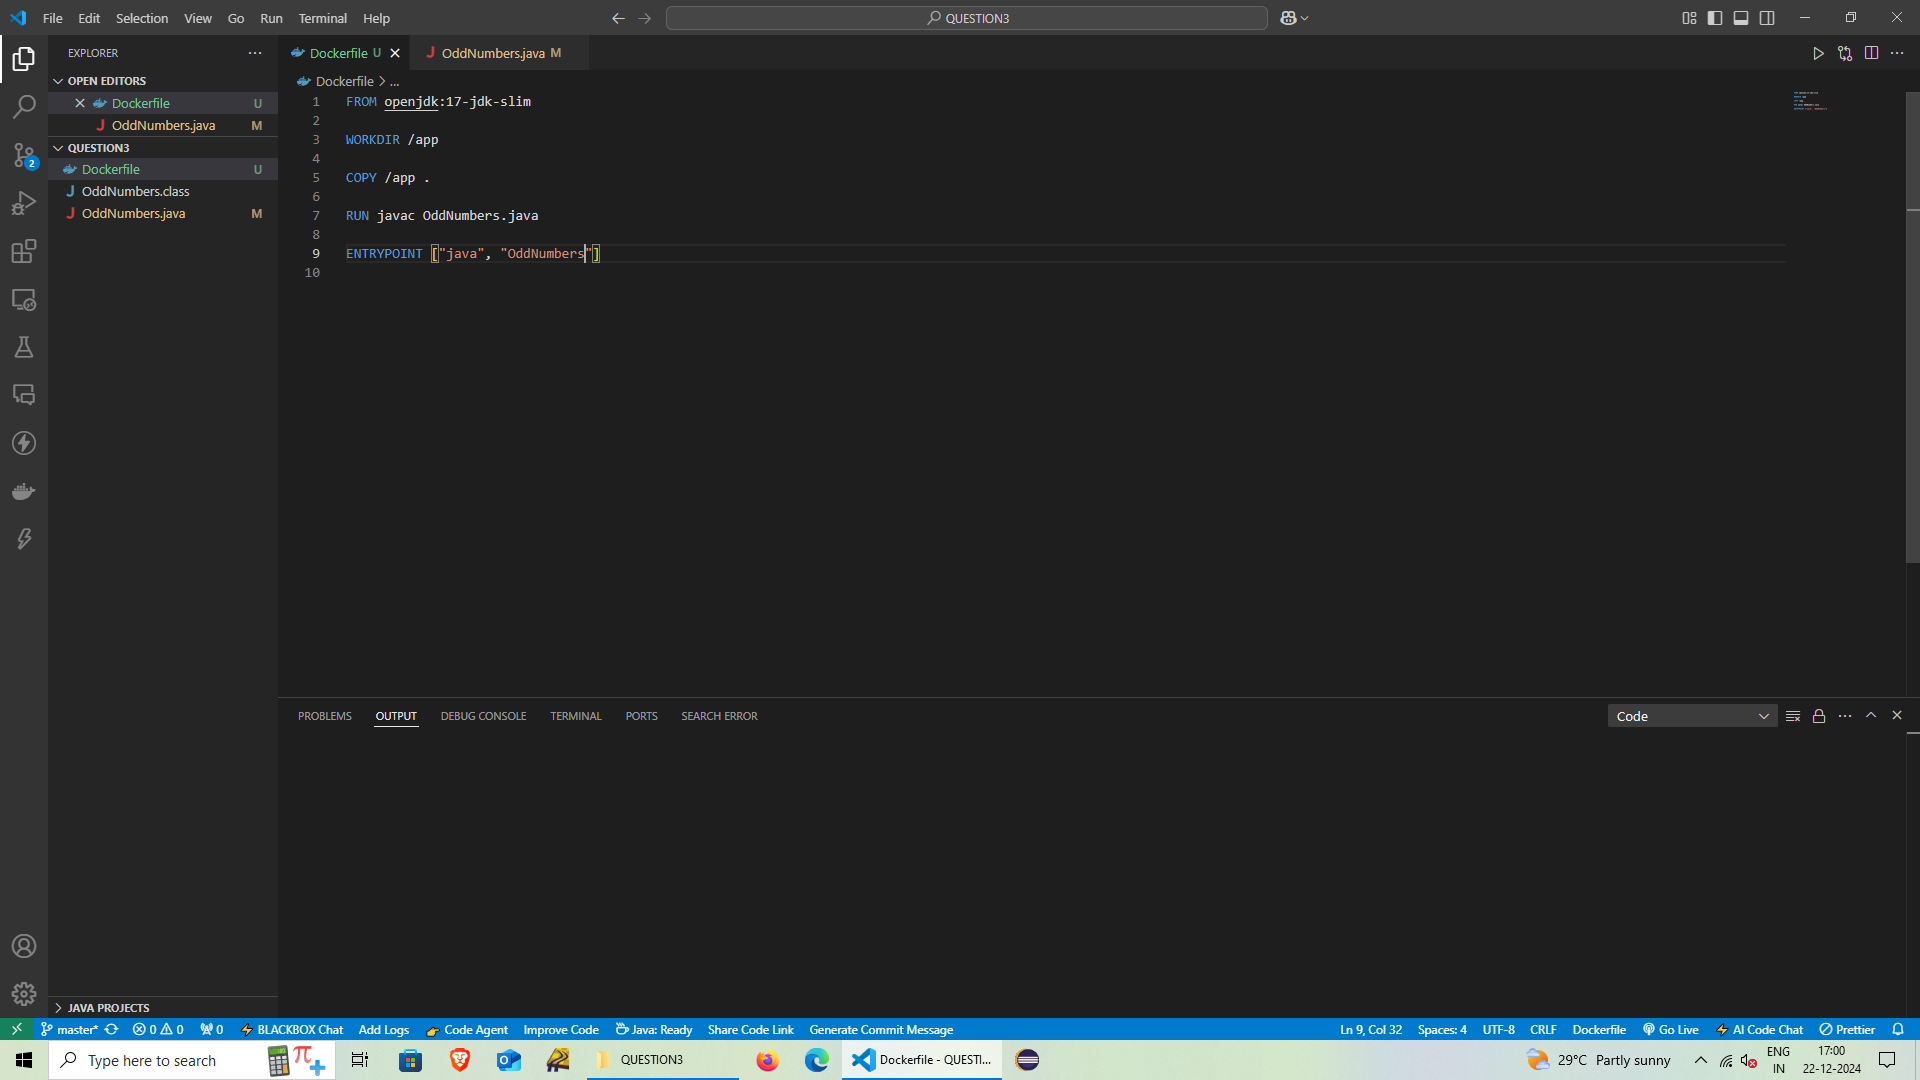 File Edit Selection View Go Run Terminal Help
QUESTION3
EXPLORER
OPEN EDITORS
Dockerfile U
OddNumbers.java M
QUESTION3
Dockerfile U
OddNumbers.class
OddNumbers.java M
JAVA PROJECTS
Dockerfile U
OddNumbers.java M
Dockerfile > ...
1 FROM openjdk:17-jdk-slim
2
3 WORKDIR /app
4
5 COPY /app .
6
7 RUN javac OddNumbers.java
8
9 ENTRYPOINT ["java", "OddNumbers"]
10
PROBLEMS OUTPUT DEBUG CONSOLE TERMINAL PORTS SEARCH ERROR
Code
2
master* 0 0 0 BLACKBOX Chat Add Logs Code Agent Improve Code Java: Ready Share Code Link Generate Commit Message
Ln 9, Col 32 Spaces: 4 UTF-8 CRLF Dockerfile Go Live AI Code Chat Prettier
Type here to search
QUESTION3
Dockerfile - QUESTI...
29°C Partly sunny
ENG
IN
17:00
22-12-2024